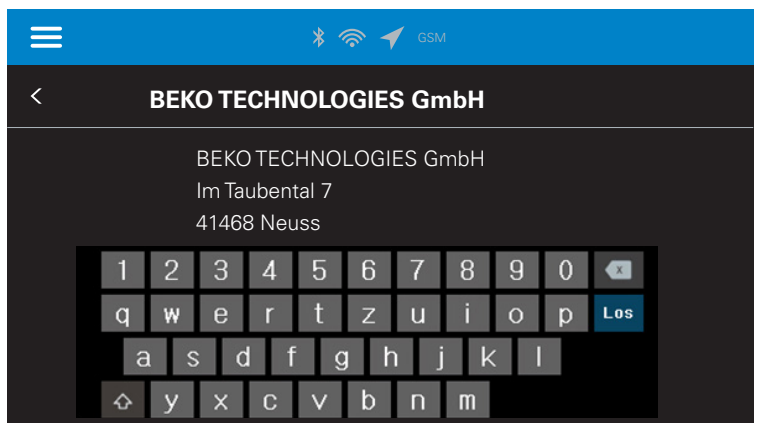 GSM
BEKO TECHNOLOGIES GmbH
BEKO TECHNOLOGIES GmbH
Im Taubental 7
41468 Neuss
1 2 3 4 5 6 7 8 9 0 x
q w e r t z u i o p Los
a s d f g h j k l
y x c v b n m